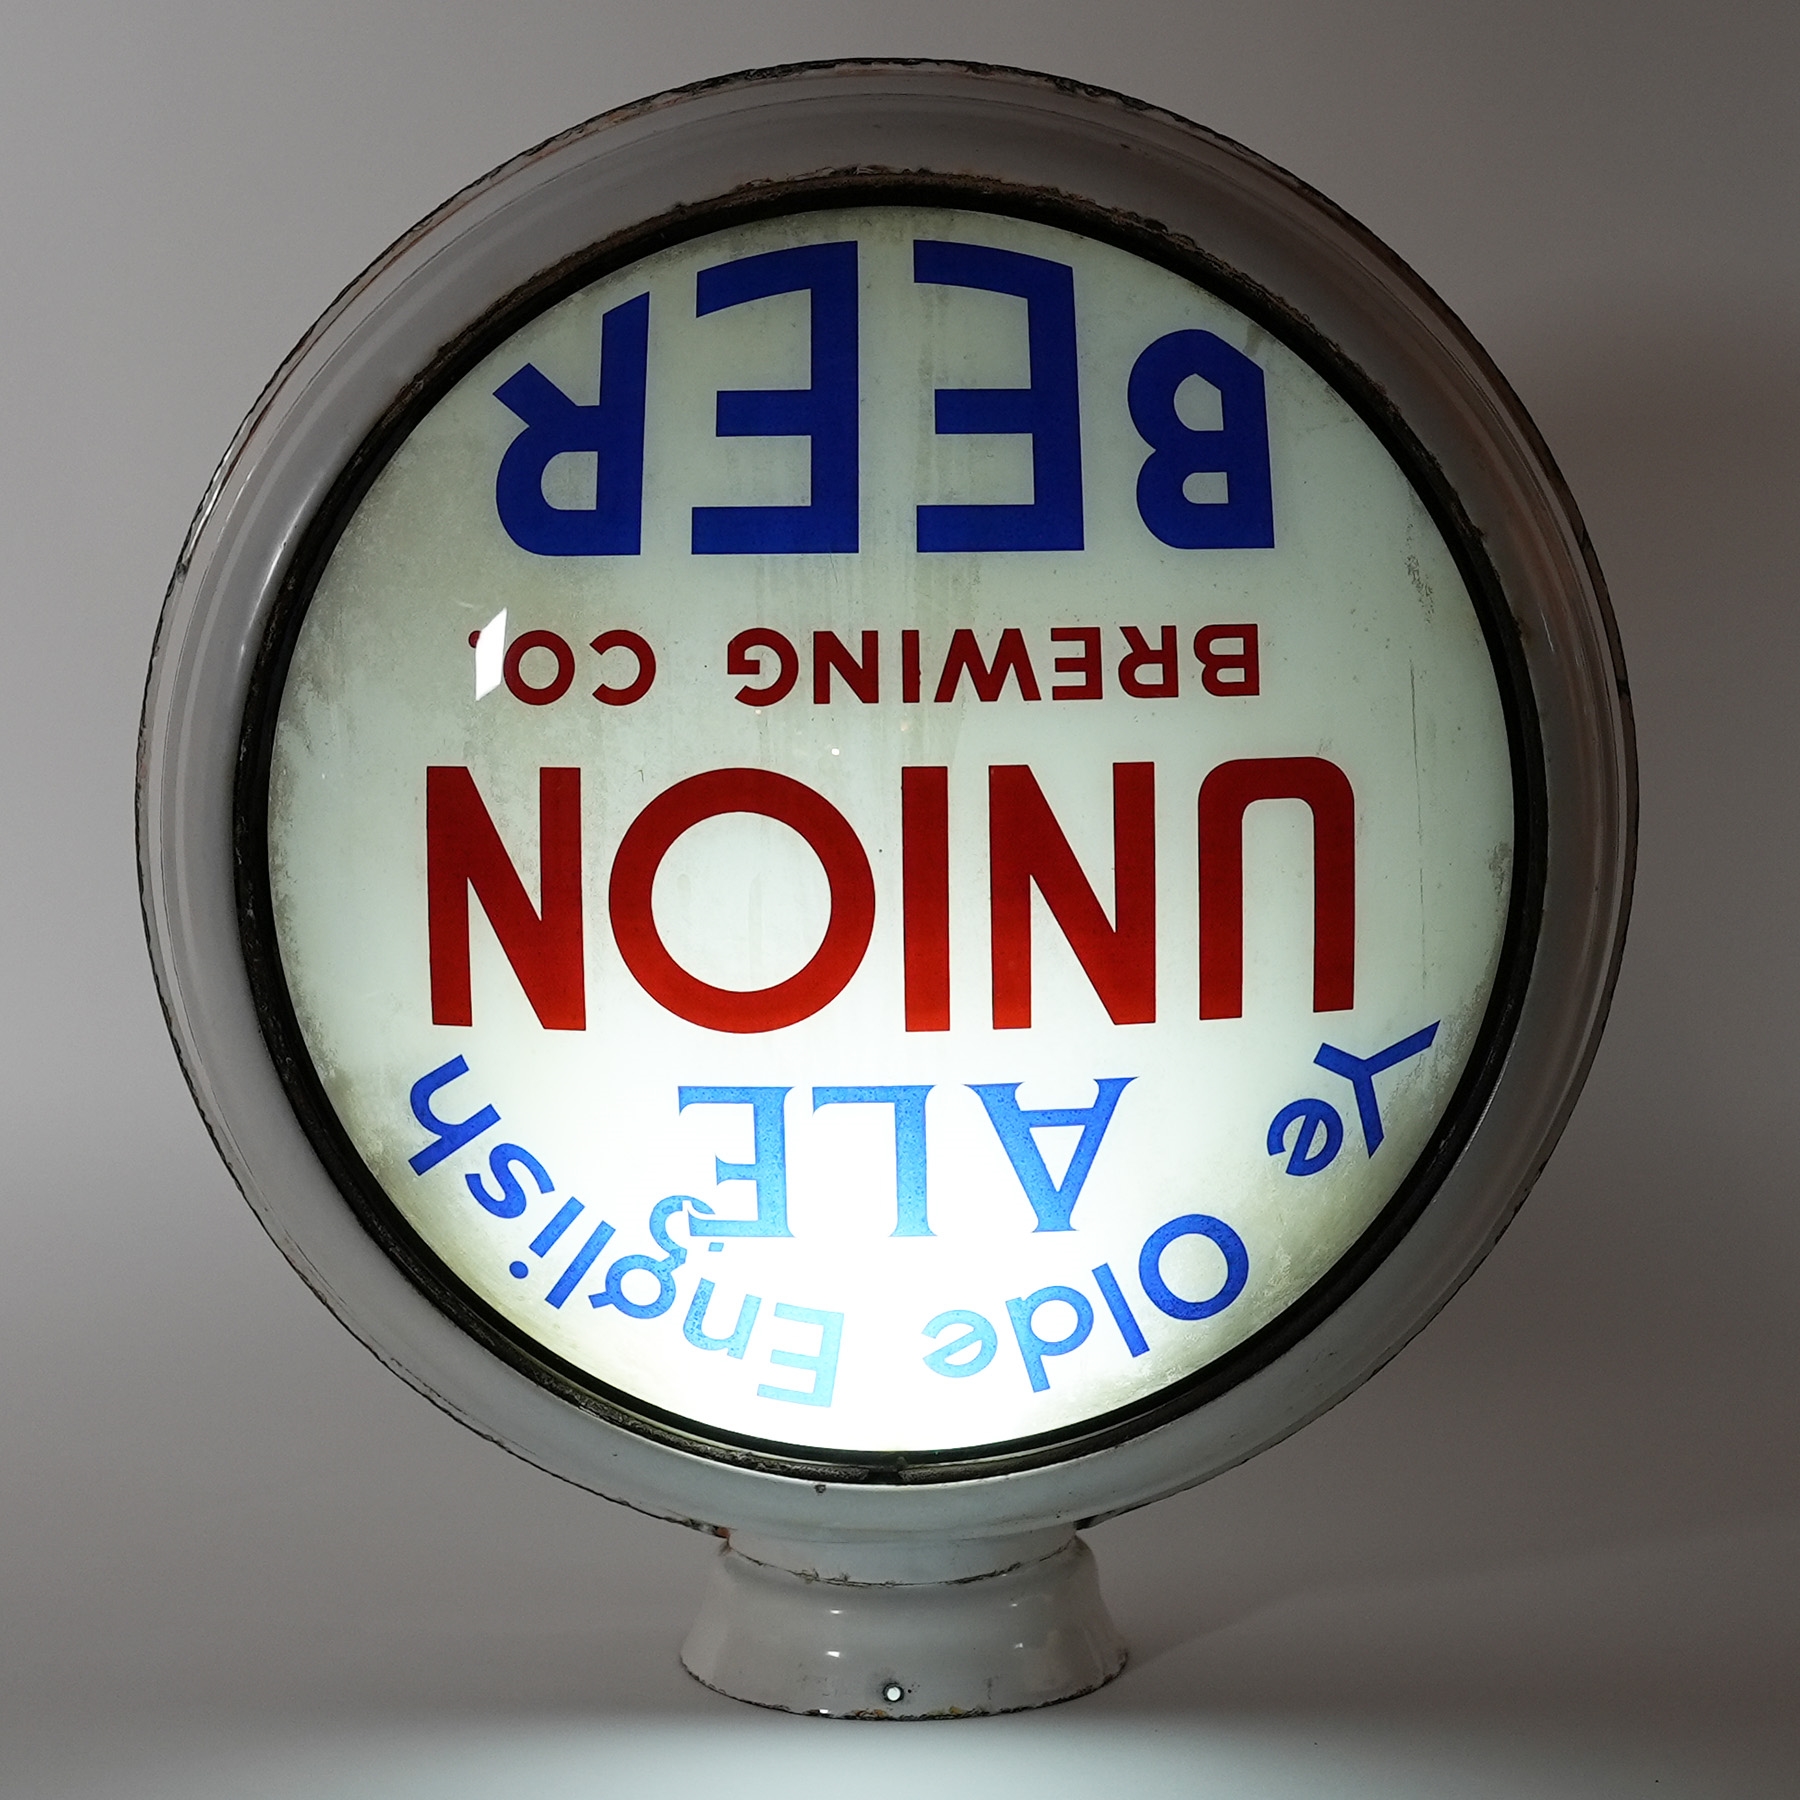 Ye Olde English
ALE
UNION
BREWING CO.
BEER